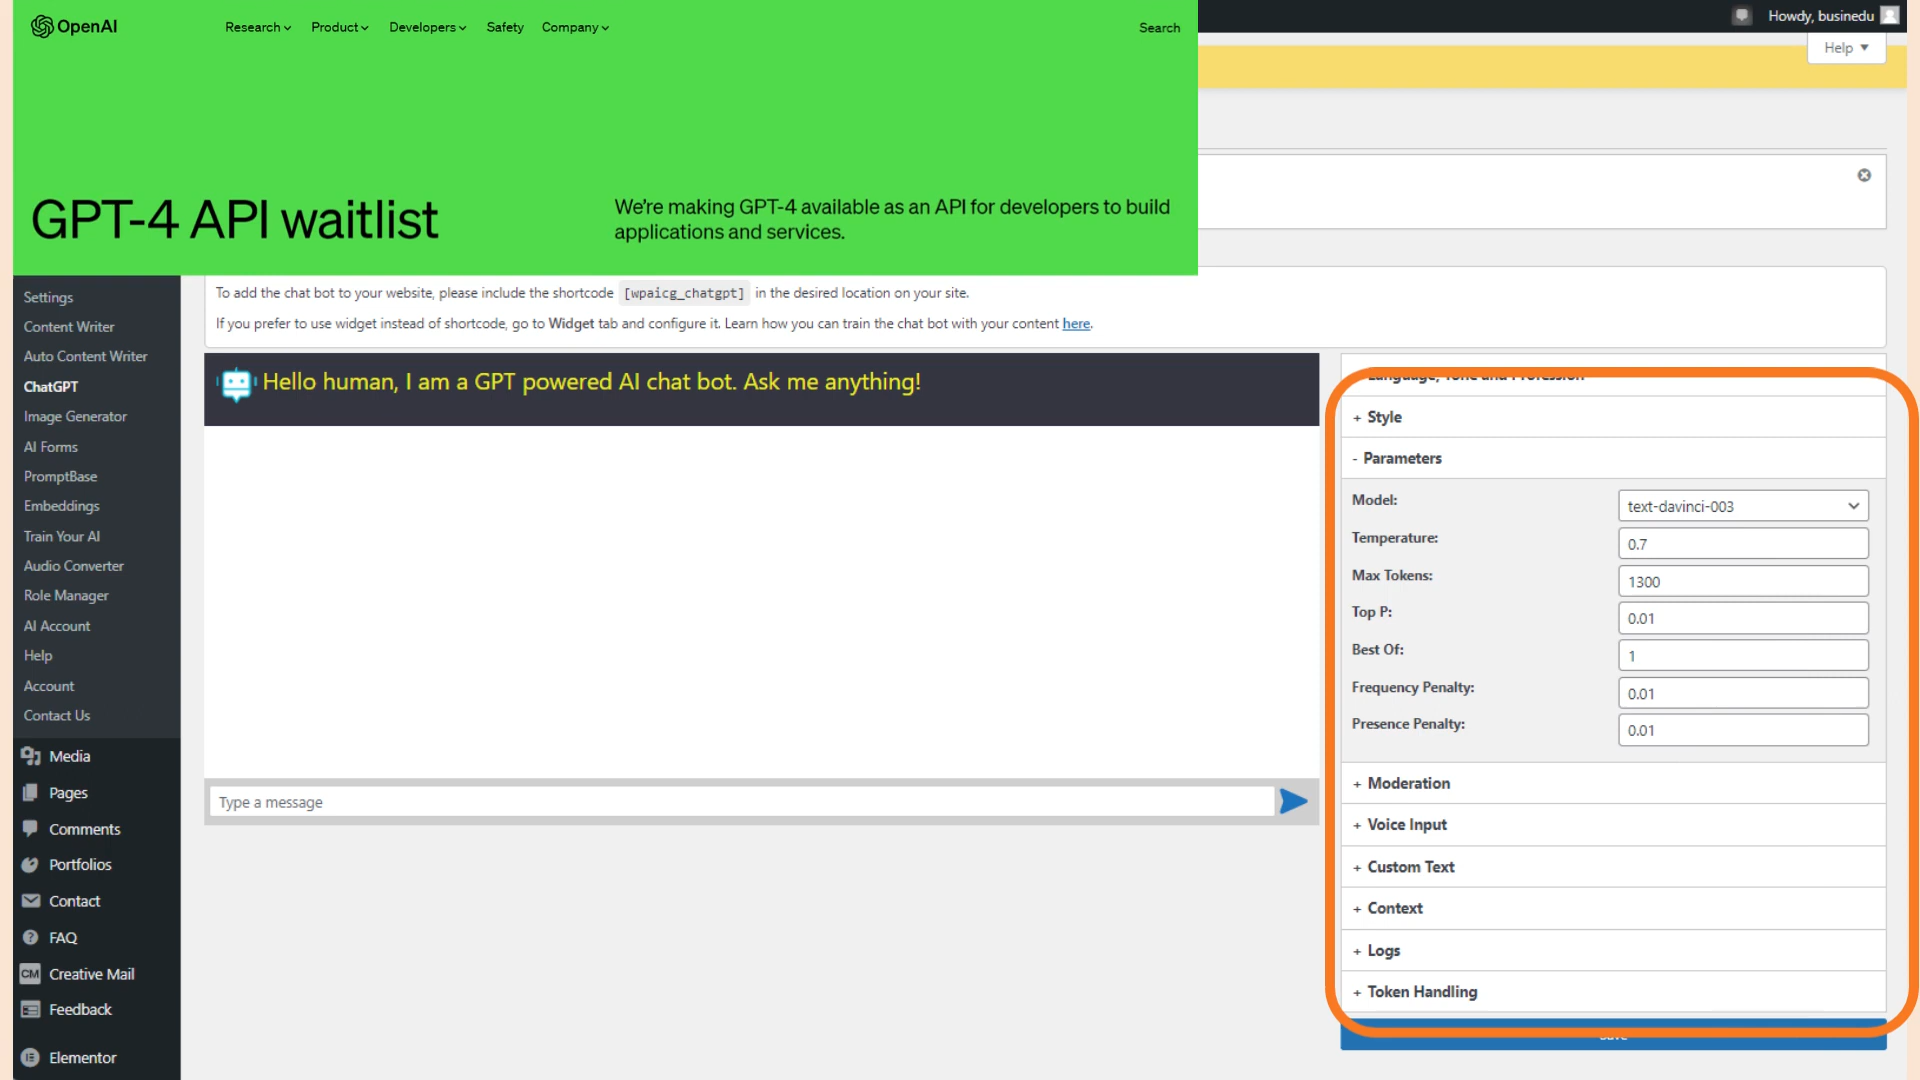 OpenAI
Research
Product
Developers
Safety
Company
Search
Howdy, businedu
Help
GPT-4 API waitlist
We're making GPT-4 available as an API for developers to build
applications and services.
To add the chat bot to your website, please include the shortcode [wpaicg_chatgpt] in the desired location on your site.
If you prefer to use widget instead of shortcode, go to Widget tab and configure it. Learn how you can train the chat bot with your content here.
Settings
Content Writer
Auto Content Writer
ChatGPT
Image Generator
AI Forms
PromptBase
Embeddings
Train Your AI
Audio Converter
Role Manager
AI Account
Help
Account
Contact Us
Media
Pages
Comments
Portfolios
Contact
FAQ
CM Creative Mail
Feedback
Elementor
Hello human, I am a GPT powered AI chat bot. Ask me anything!
Type a message
Language, Tone and Profession
+ Style
- Parameters
Model: text-davinci-003
Temperature: 0.7
Max Tokens: 1300
Top P: 0.01
Best Of: 1
Frequency Penalty: 0.01
Presence Penalty: 0.01
+ Moderation
+ Voice Input
+ Custom Text
+ Context
+ Logs
+ Token Handling
Save